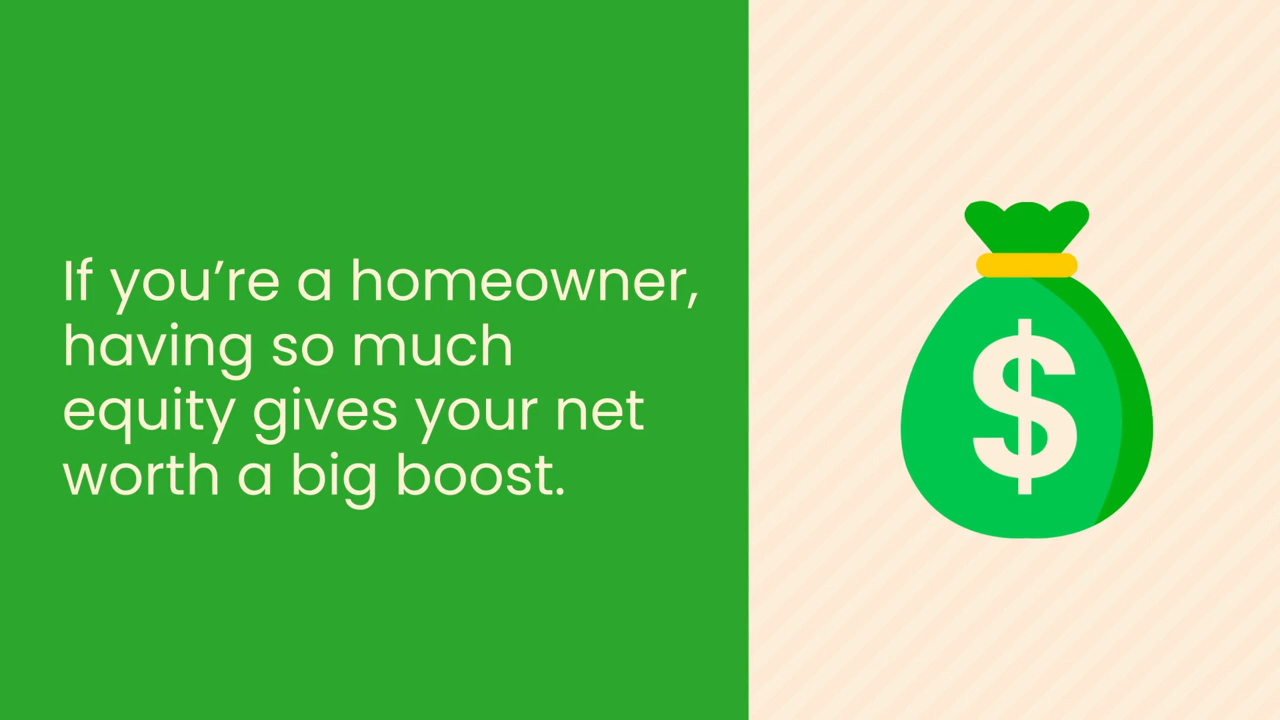 If you’re a homeowner,
having so much
equity gives your net
worth a big boost.
$